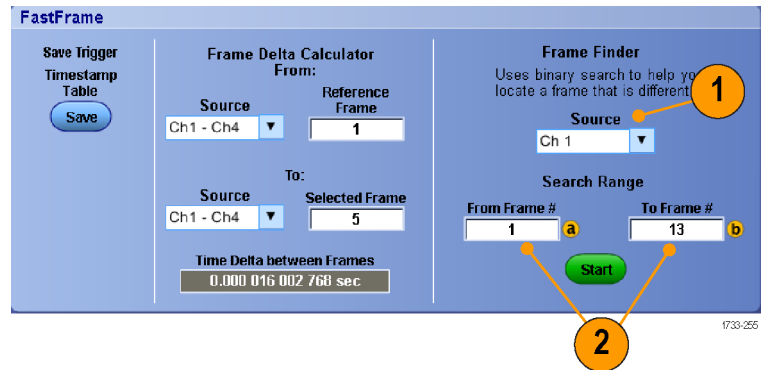 FastFrame
Save Trigger
Timestamp
Table
Save
Frame Delta Calculator
From:
Source
Reference
Frame
Ch1 - Ch4
1
To:
Source
Selected Frame
Ch1 - Ch4
5
Time Delta between Frames
0.000 016 002 768 sec
Frame Finder
Uses binary search to help
locate a frame that is different
1
Source
Ch 1
Search Range
From Frame #
To Frame #
1
a
13
b
Start
2
1733-255